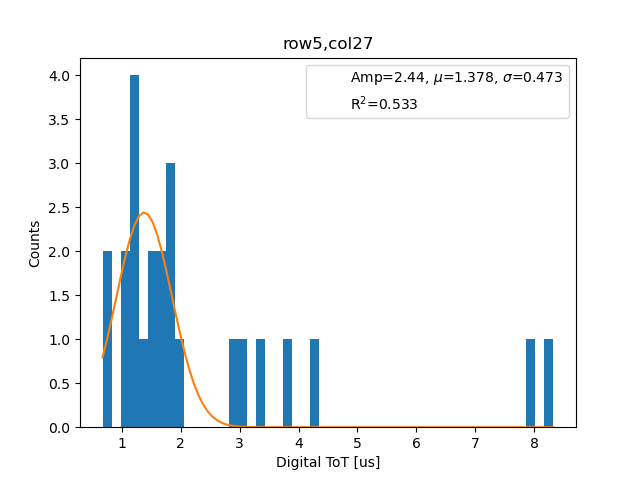 row5,col27
Amp=2.44, μ=1.378, σ=0.473
R²=0.533
4.0
3.5
3.0
2.5
2.0
1.5
1.0
0.5
0.0
Counts
1 2 3 4 5 6 7 8
Digital ToT [us]